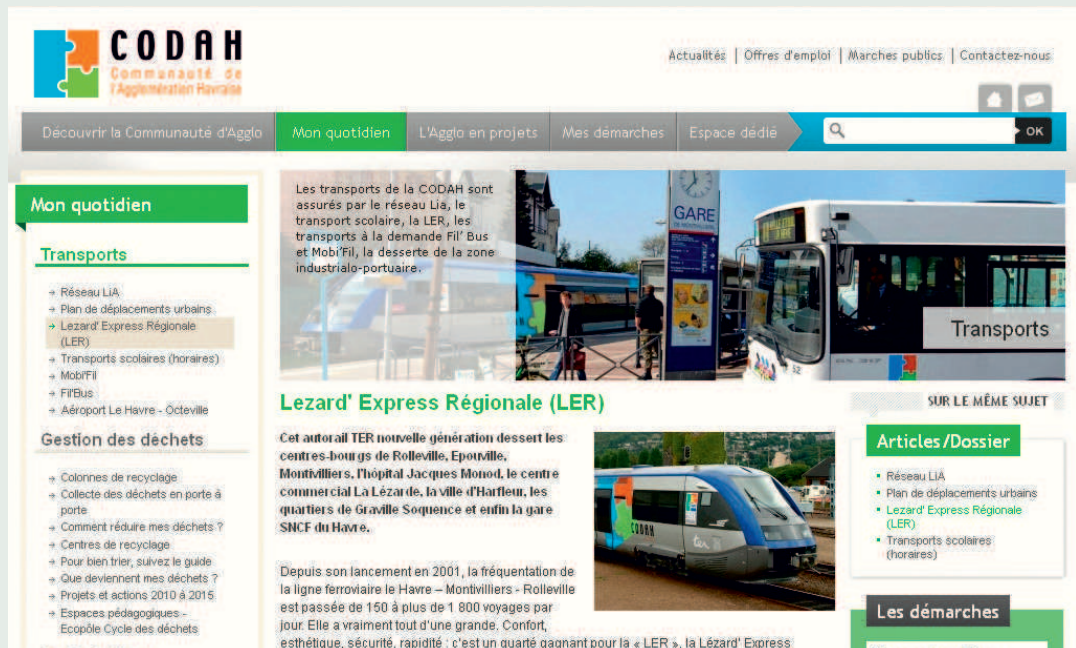 CODAH
Communauté de
l'Agglomération Havraise
Actualités | Offres d'emploi | Marches publics | Contactez-nous
Découvrir la Communauté d'Agglo
Mon quotidien
L'Agglo en projets
Mes démarches
Espace dédié
OK
Mon quotidien
Transports
Réseau LiA
Plan de déplacements urbains
Lezard' Express Régionale
(LER)
Transports scolaires (horaires)
Mobi'Fil
Fil'Bus
Aéroport Le Havre - Octeville
Gestion des déchets
Colonnes de recyclage
Collecte des déchets en porte à
porte
Comment réduire mes déchets ?
Centres de recyclage
Pour bien trier, suivez le guide
Que deviennent mes déchets ?
Projets et actions 2010 à 2015
Espaces pédagogiques -
Ecopôle Cycle des déchets
Les transports de la CODAH sont
assurés par le réseau Lia, le
transport scolaire, la LER, les
transports à la demande Fil' Bus
et Mobi'Fil, la desserte de la zone
industrialo-portuaire.
GARE
DE MONTIVILLIERS
Transports
Lezard' Express Régionale (LER)
Cet autorail TER nouvelle génération dessert les
centres-bourgs de Rolleville, Epouville,
Montivilliers, l'hôpital Jacques Monod, le centre
commercial La Lézarde, la ville d'Harfleur, les
quartiers de Graville Soquence et enfin la gare
SNCF du Havre.
CODAH
ter
Depuis son lancement en 2001, la fréquentation de
la ligne ferroviaire le Havre – Montivilliers - Rolleville
est passée de 150 à plus de 1 800 voyages par
jour. Elle a vraiment tout d'une grande. Confort,
esthétique, sécurité, rapidité : c'est un quarté gagnant pour la « LER », la Lézard' Express
SUR LE MÊME SUJET
Articles/Dossier
Réseau LiA
Plan de déplacements urbains
Lezard' Express Régionale
(LER)
Transports scolaires
(horaires)
Les démarches